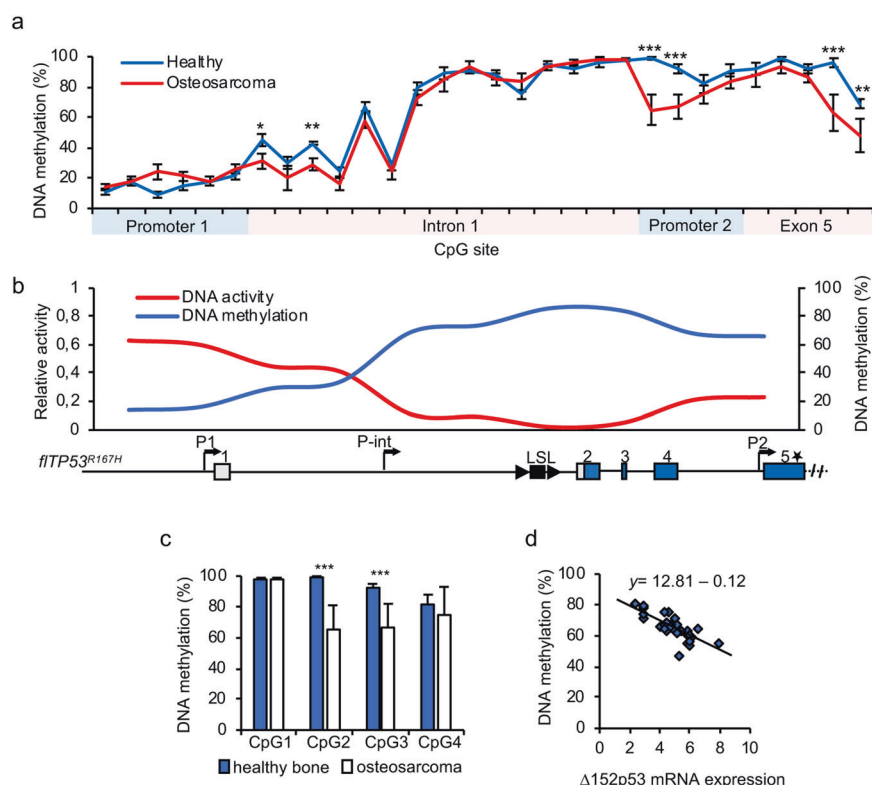 a
100
80
60
40
20
0
DNA methylation (%)
Healthy
Osteosarcoma
*
**
***
***
***
**
Promoter 1
Intron 1
Promoter 2
Exon 5
CpG site
b
1
0,8
0,6
0,4
0,2
Relative activity
DNA activity
DNA methylation
100
80
60
40
20
0
DNA methylation (%)
P1
P-int
P2
flTP53R167H
1
LSL
2
3
4
5
c
100
80
60
40
20
0
DNA methylation (%)
***
***
CpG1 CpG2 CpG3 CpG4
healthy bone
osteosarcoma
d
100
80
60
40
20
0
DNA methylation (%)
y= 12.81 – 0.12
0 2 4 6 8 10
Δ152p53 mRNA expression